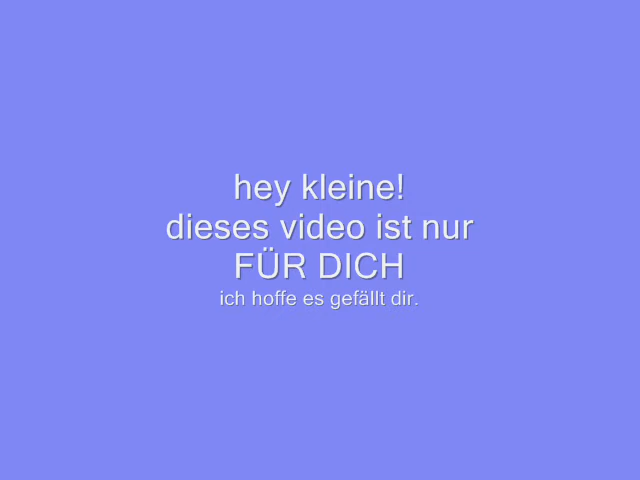 hey kleine!
dieses video ist nur
FÜR DICH
ich hoffe es gefällt dir.